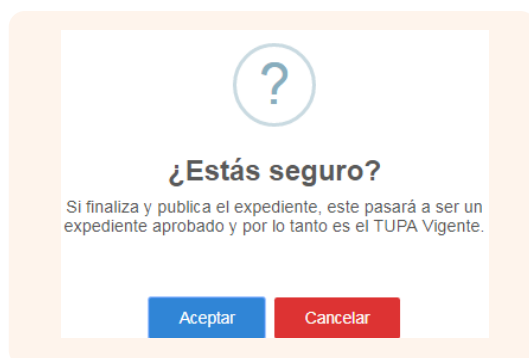 ?
¿Estás seguro?
Si finaliza y publica el expediente, este pasará a ser un
expediente aprobado y por lo tanto es el TUPA Vigente.
Aceptar Cancelar